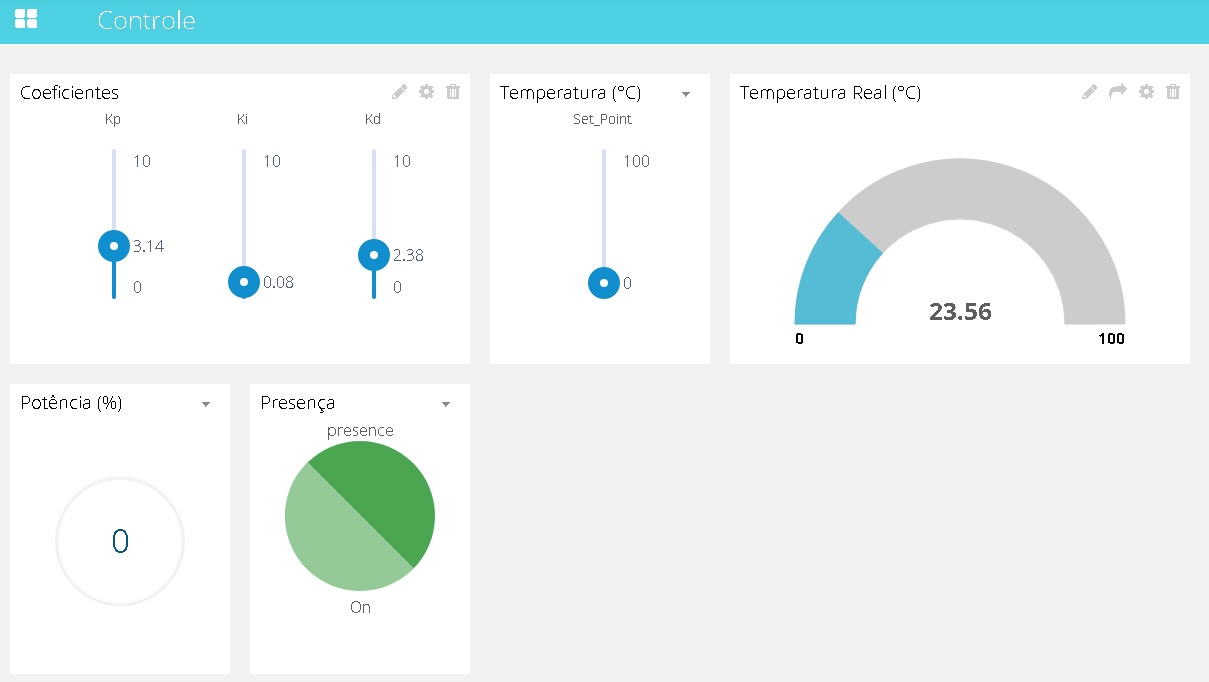 Controle
Coeficientes
Kp Ki Kd
10 10 10
3.14 0.08 2.38
0 0
Temperatura (°C)
Set_Point
100
0
Temperatura Real (°C)
23.56
0 100
Potência (%)
0
Presença
presence
On